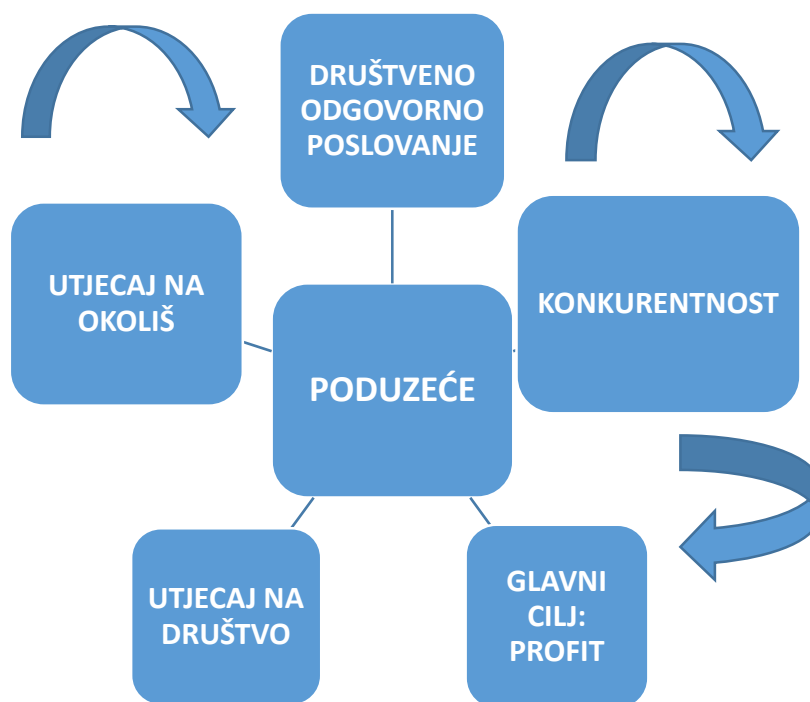 DRUŠTVENO
ODGOVORNO
POSLOVANJE
UTJECAJ NA
OKOLIŠ
KONKURENTNOST
PODUZEĆE
UTJECAJ NA
DRUŠTVO
GLAVNI
CILJ:
PROFIT